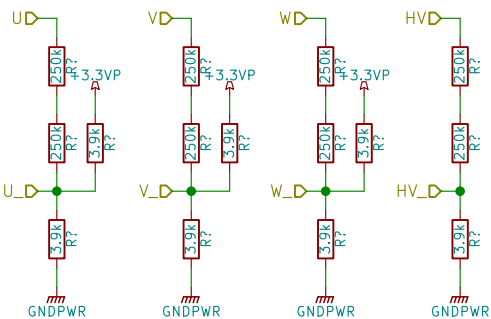 U V W HV
250k R? 250k R? 250k R? 250k R?
+3.3VP +3.3VP +3.3VP
250k R? 3.9k R? 250k R? 3.9k R? 250k R? 3.9k R? 250k R?
U_ V_ W_ HV_
3.9k R? 3.9k R? 3.9k R? 3.9k R?
GNDPWR GNDPWR GNDPWR GNDPWR